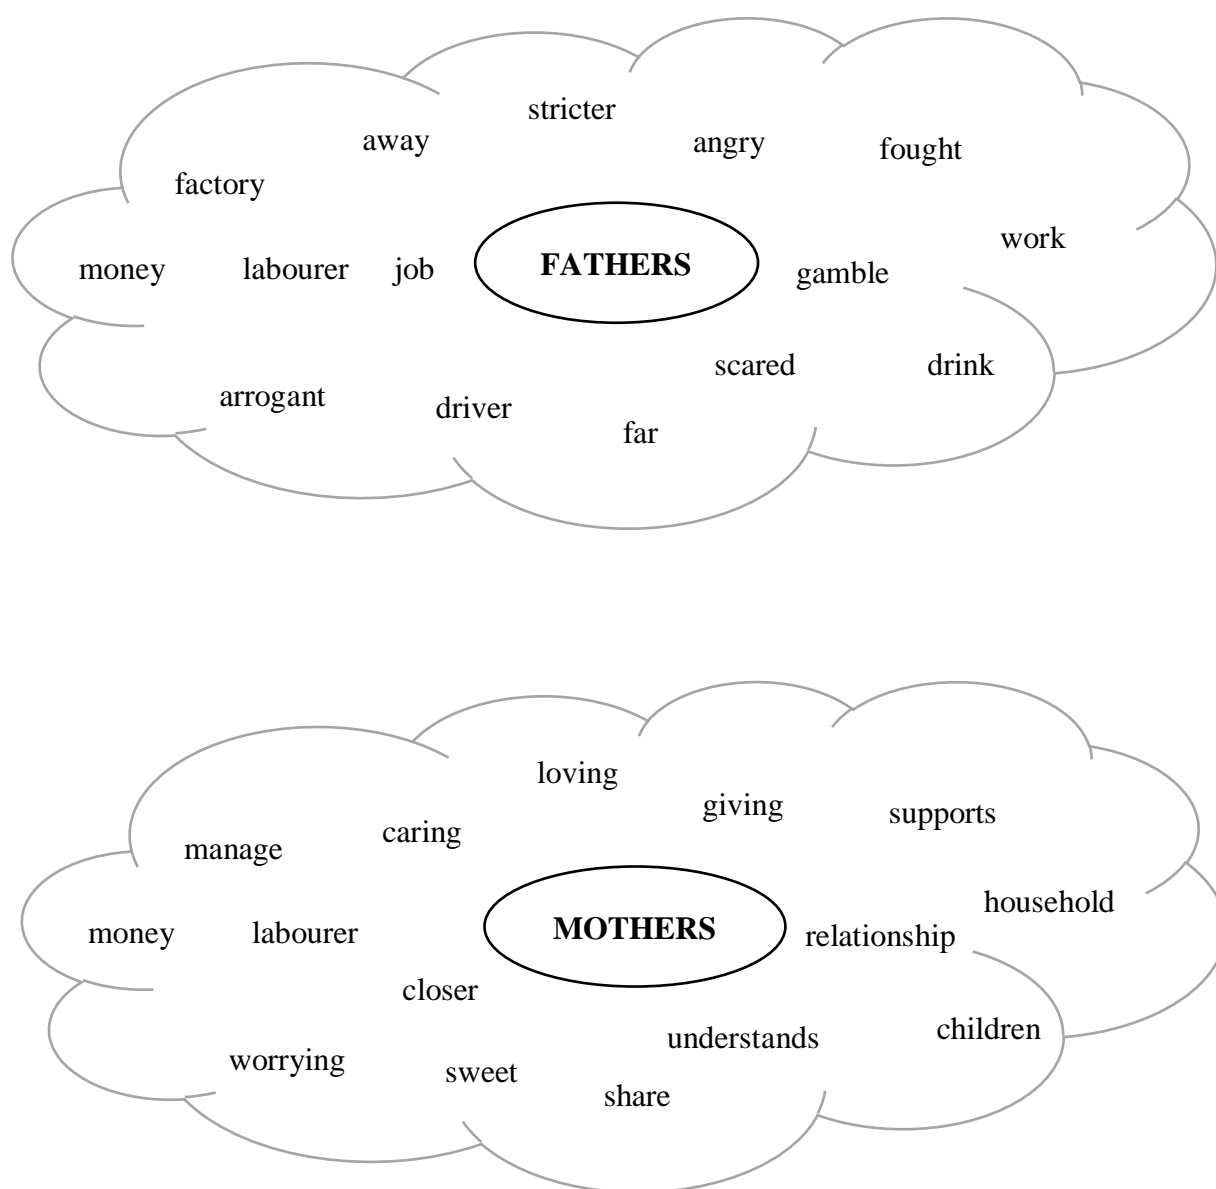 stricter
away angry fought
factory
work
money labourer job FATHERS gamble
scared drink
arrogant driver
far
loving
giving supports
manage caring
household
money labourer MOTHERS relationship
closer
understands children
worrying sweet
share